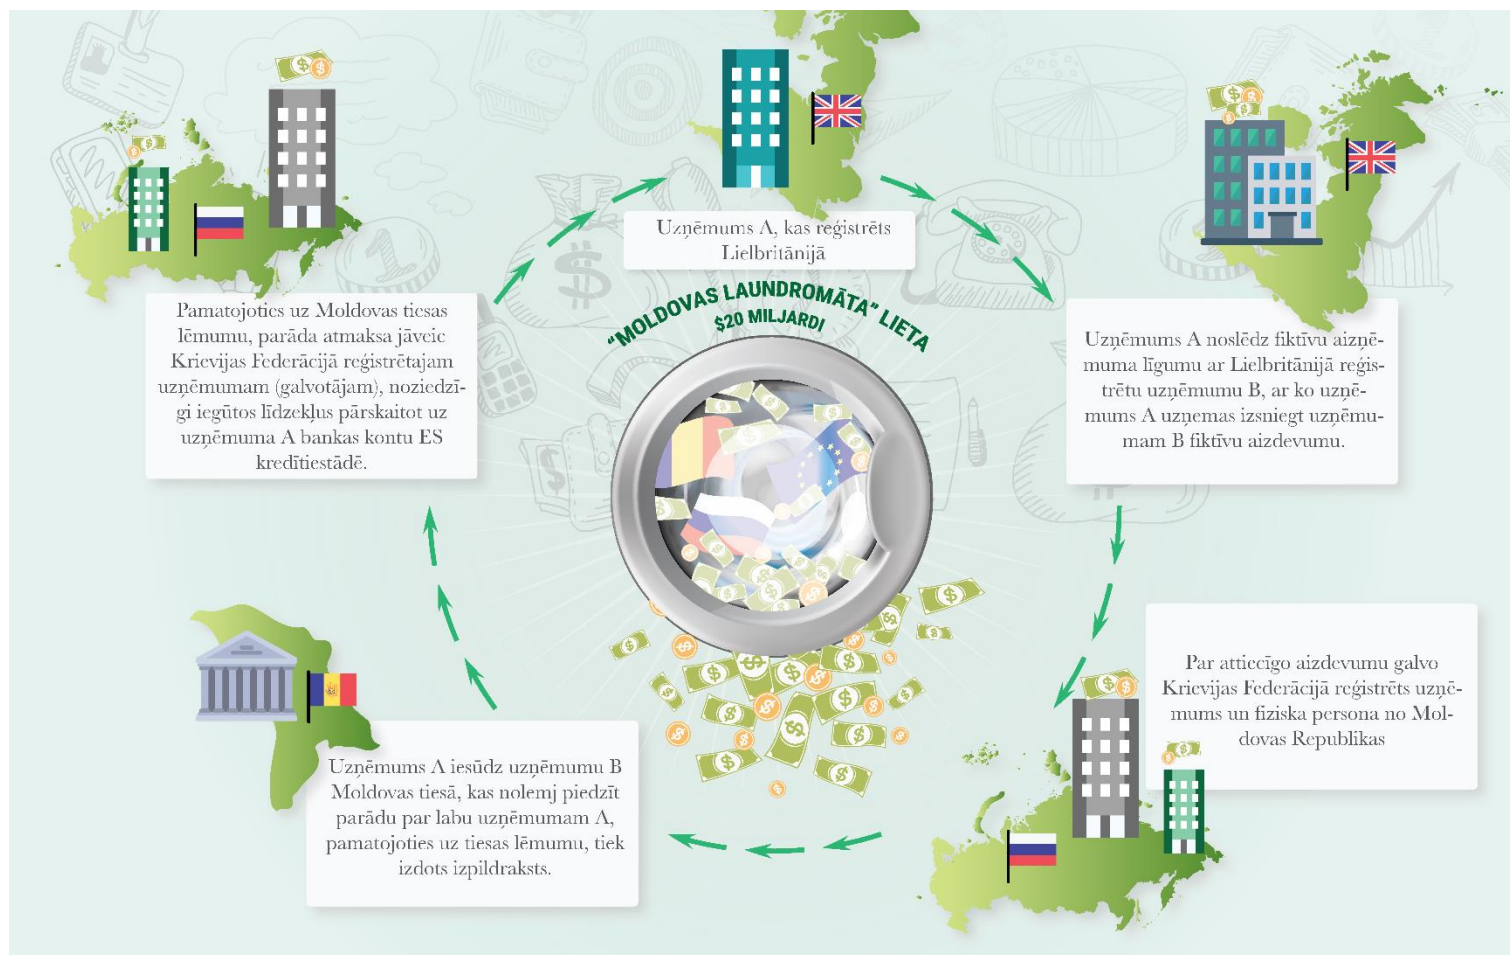 Uzņēmums A, kas reģistrēts
Lielbritānijā
"MOLDOVAS LAUNDROMĀTA" LIETA
$20 MILJARDI
Uzņēmums A noslēdz fiktīvu aizņē-
muma līgumu ar Lielbritānijā reģis-
trētu uzņēmumu B, ar ko uzņē-
mums A uzņemas izsniegt uzņēmu-
mam B fiktīvu aizdevumu.
Par attiecīgo aizdevumu galvo
Krievijas Federācijā reģistrēts uzņē-
mums un fiziska persona no Mol-
dovas Republikas
Uzņēmums A iesūdz uzņēmumu B
Moldovas tiesā, kas nolemj piedzīt
parādu par labu uzņēmumam A,
pamatojoties uz tiesas lēmumu, tiek
izdots izpildraksts.
Pamatojoties uz Moldovas tiesas
lēmumu, parāda atmaksa jāveic
Krievijas Federācijā reģistrētajam
uzņēmumam (galvotājam), noziedzī-
gi iegūtos līdzekļus pārskaitot uz
uzņēmuma A bankas kontu ES
kredītiestādē.